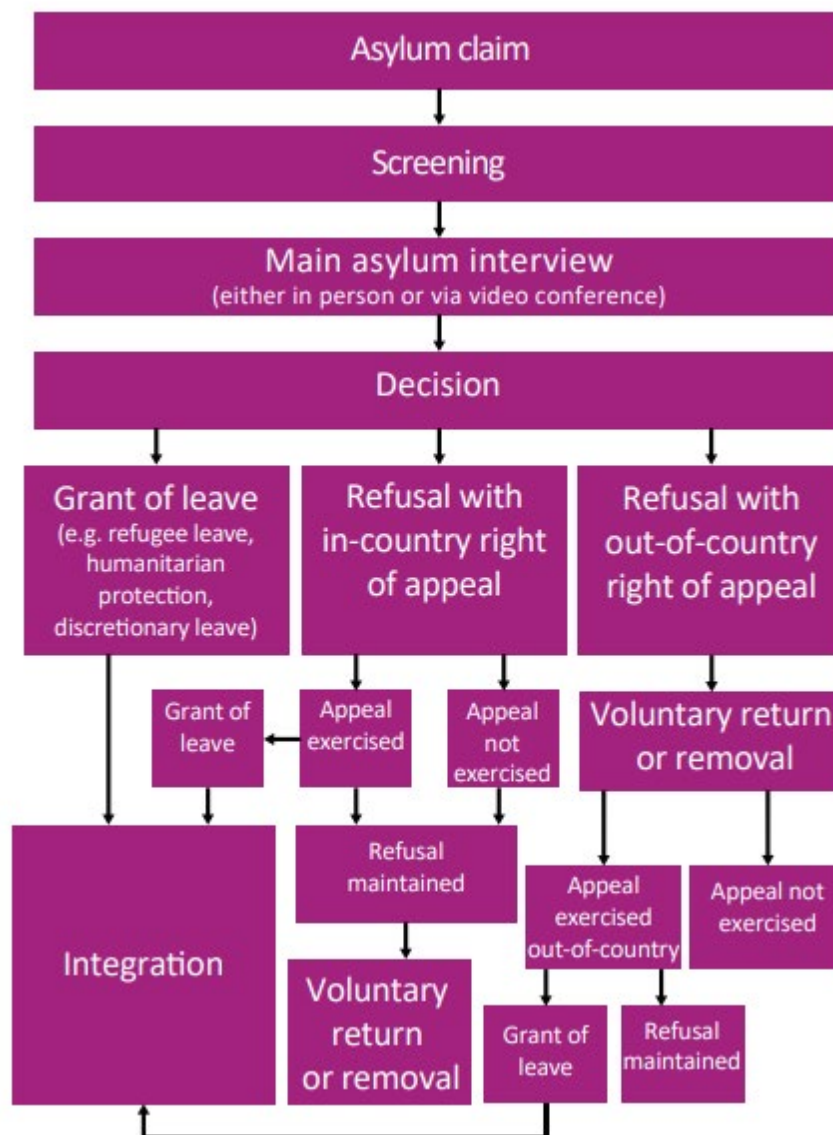 Asylum claim
Screening
Main asylum interview
(either in person or via video conference)
Decision
Grant of leave
(e.g. refugee leave,
humanitarian
protection,
discretionary leave)
Refusal with
in-country right
of appeal
Refusal with
out-of-country
right of appeal
Grant of
leave
Appeal
exercised
Appeal
not
exercised
Voluntary return
or removal
Integration
Refusal
maintained
Appeal
exercised
out-of-country
Appeal not
exercised
Voluntary
return
or removal
Grant of
leave
Refusal
maintained